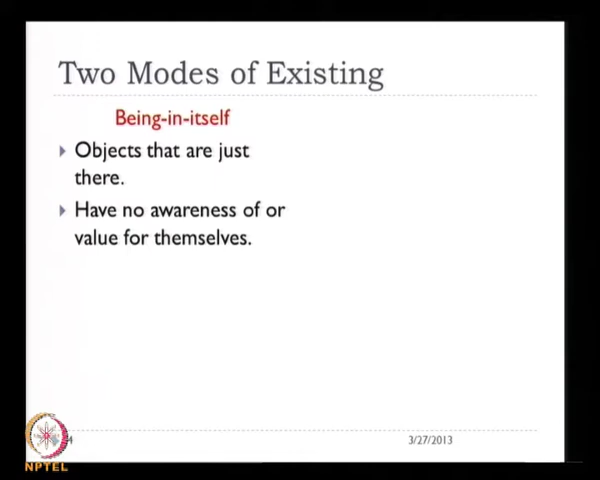 Two Modes of Existing
Being-in-itself
Objects that are just
there.
Have no awareness of or
value for themselves.
4
3/27/2013
NPTEL